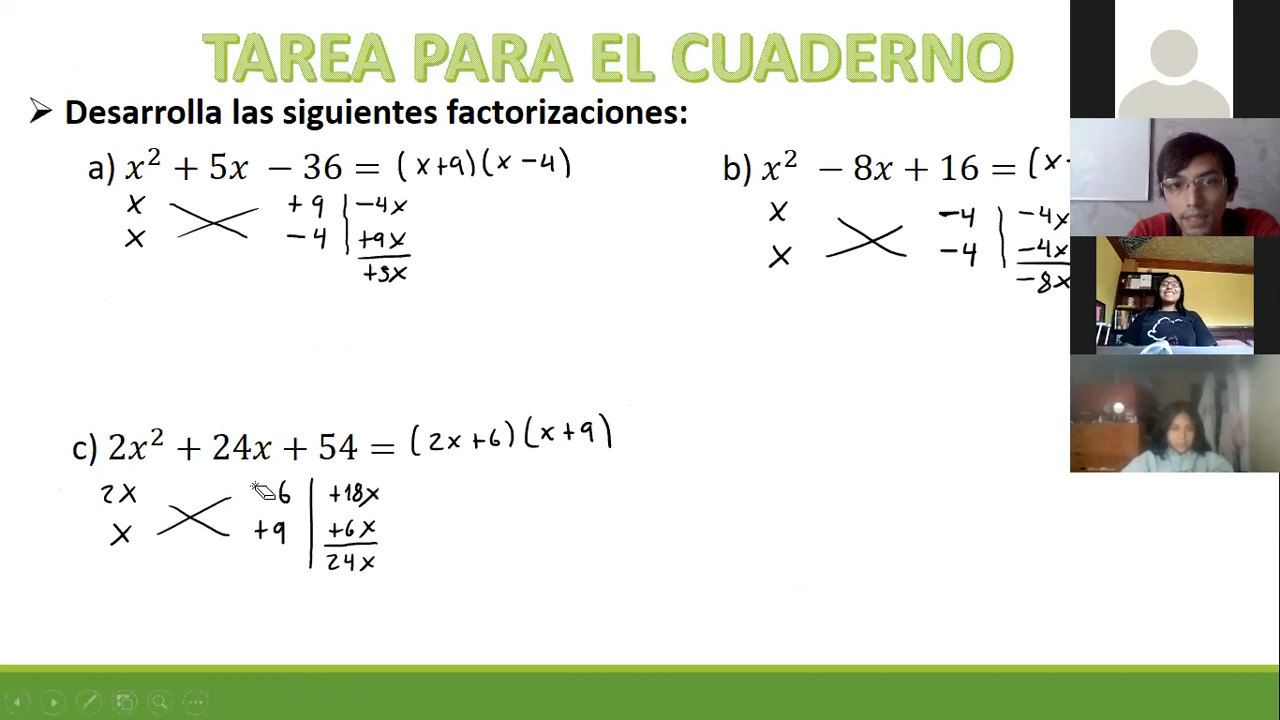 TAREA PARA EL CUADERNO
➤ Desarrolla las siguientes factorizaciones:
a) x² + 5x − 36 = (x+9)(x−4)
x +9 | −4x
x −4 | +9x
+5x
b) x² − 8x + 16 = (x-
x −4 | −4x
x −4 | −4x
−8x
c) 2x² + 24x + 54 = (2x+6)(x+9)
2x 6 | +18x
x +9 | +6x
24x